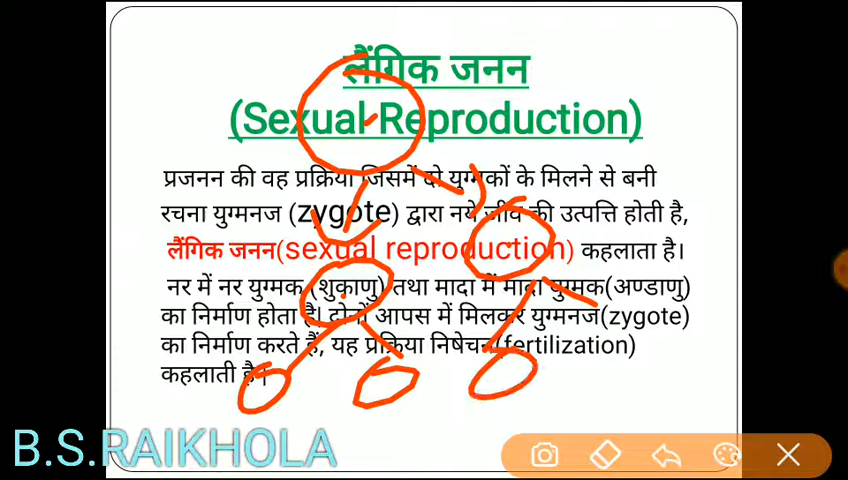 लैंगिक जनन
(Sexual Reproduction)
प्रजनन की वह प्रक्रिया जिसमें दो युग्मकों के मिलने से बनी
रचना युग्मनज (zygote) द्वारा नये जीव की उत्पत्ति होती है,
लैंगिक जनन(sexual reproduction) कहलाता है।
नर में नर युग्मक (शुकाणु) तथा मादा में मादा युग्मक(अण्डाणु)
का निर्माण होता है| दोनों आपस में मिलकर युग्मनज(zygote)
का निर्माण करते हैं, यह प्रक्रिया निषेचन(fertilization)
कहलाती है|
B.S.RAIKHOLA